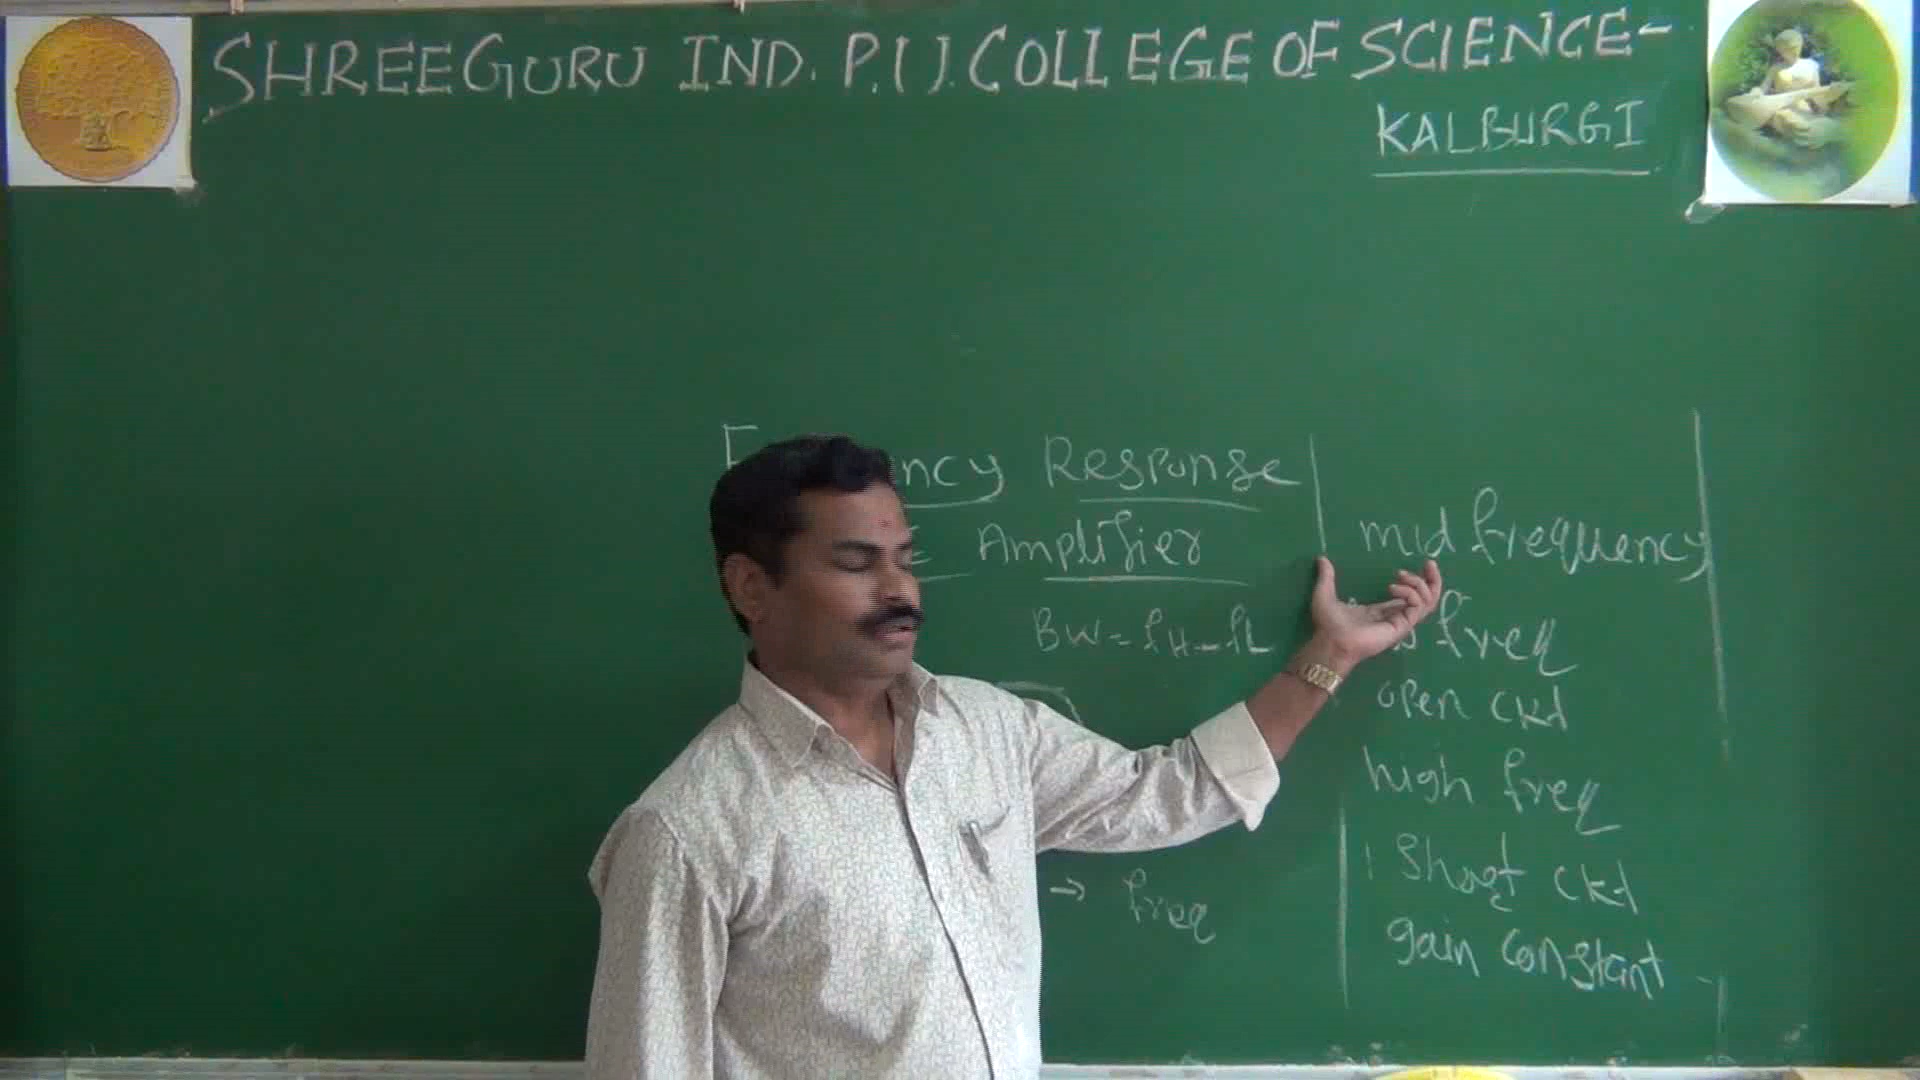 SHREEGURU IND. P.U. COLLEGE OF SCIENCE-
KALBURGI
Response
Amplifier
BW = fH - fL
→ freq
mid frequency
freq
open ckt
high freq
Short ckt
gain constant